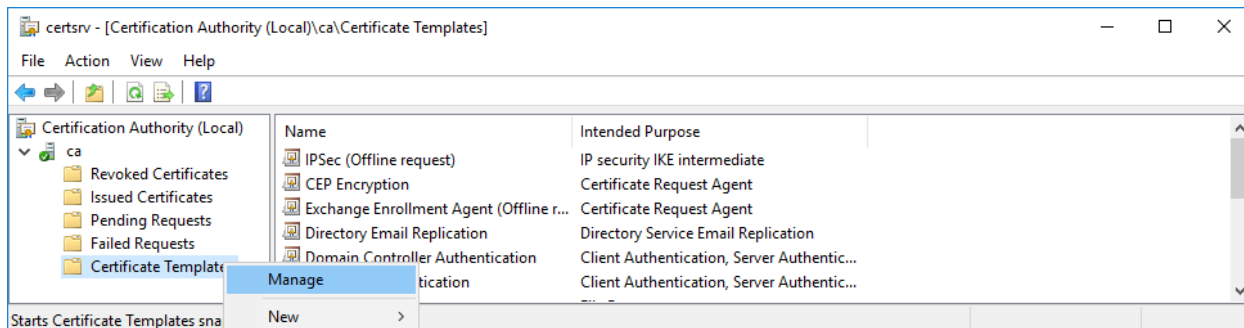 certsrv - [Certification Authority (Local)\ca\Certificate Templates]
File Action View Help
Certification Authority (Local)
ca
Revoked Certificates
Issued Certificates
Pending Requests
Failed Requests
Certificate Template
Name Intended Purpose
IPSec (Offline request) IP security IKE intermediate
CEP Encryption Certificate Request Agent
Exchange Enrollment Agent (Offline r... Certificate Request Agent
Directory Email Replication Directory Service Email Replication
Domain Controller Authentication Client Authentication, Server Authentic...
tication Client Authentication, Server Authentic...
Manage
New
Starts Certificate Templates sna